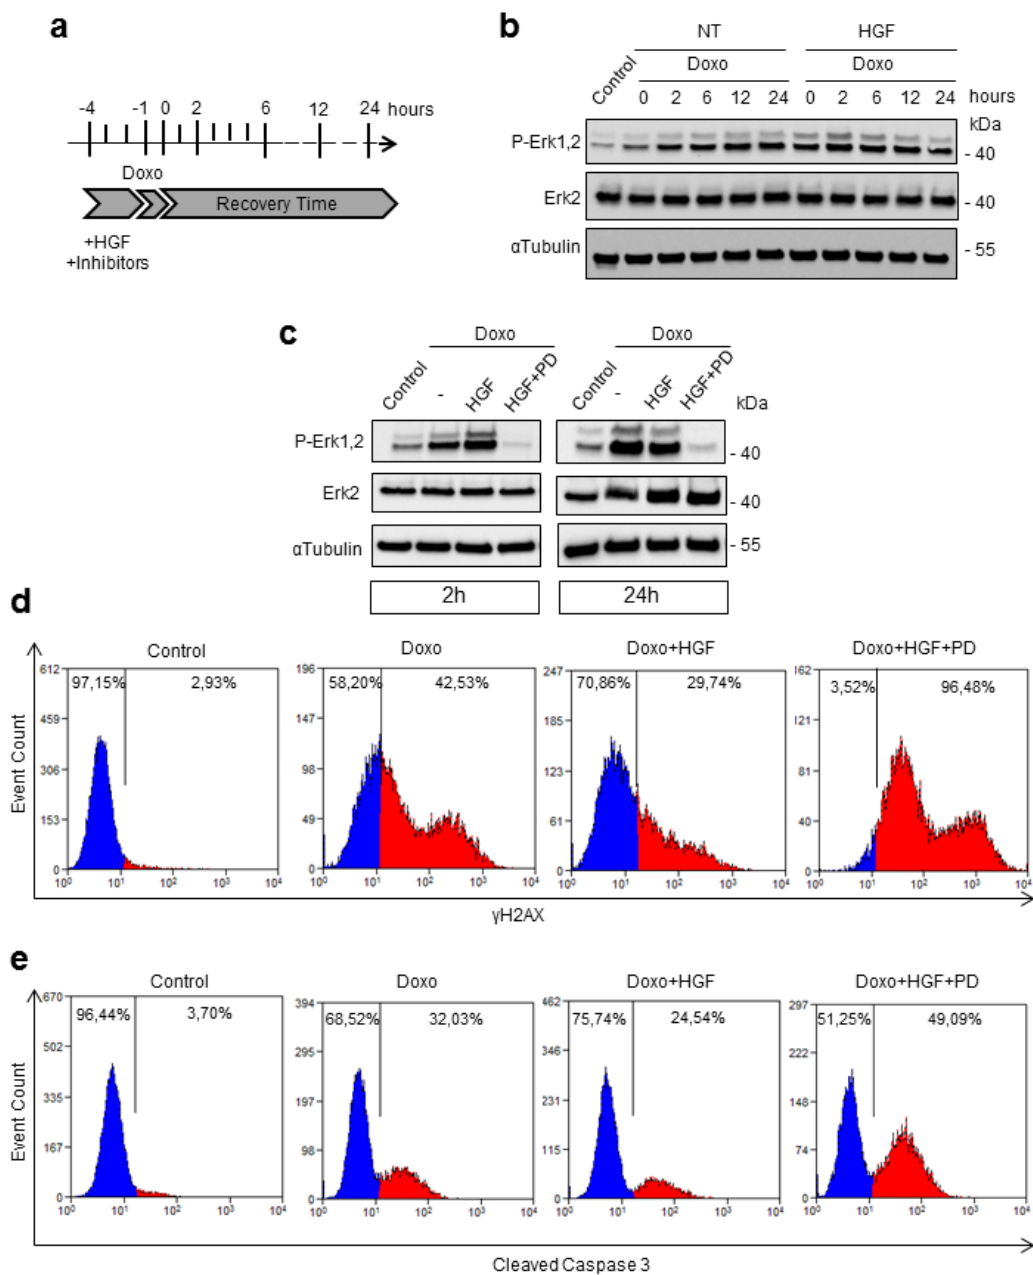 a
-4 -1 0 2 6 12 24 hours
Doxo
Recovery Time
+HGF
+Inhibitors
b
NT HGF
Control Doxo Doxo
0 2 6 12 24 0 2 6 12 24 hours
kDa
P-Erk1,2 - 40
Erk2 - 40
αTubulin - 55
c
Doxo Doxo
Control - HGF HGF+PD Control - HGF HGF+PD kDa
P-Erk1,2 - 40
Erk2 - 40
αTubulin - 55
2h 24h
d
Event Count
Control
612
459
306
153
0
97,15% 2,93%
10⁰ 10¹ 10² 10³ 10⁴
Doxo
196
147
98
49
0
58,20% 42,53%
10⁰ 10¹ 10² 10³ 10⁴
Doxo+HGF
247
185
123
61
0
70,86% 29,74%
10⁰ 10¹ 10² 10³ 10⁴
Doxo+HGF+PD
162
121
81
40
0
3,52% 96,48%
10⁰ 10¹ 10² 10³ 10⁴
γH2AX
e
Event Count
Control
670
502
335
167
0
96,44% 3,70%
10⁰ 10¹ 10² 10³ 10⁴
Doxo
394
295
197
98
0
68,52% 32,03%
10⁰ 10¹ 10² 10³ 10⁴
Doxo+HGF
462
346
231
115
0
75,74% 24,54%
10⁰ 10¹ 10² 10³ 10⁴
Doxo+HGF+PD
297
222
148
74
0
51,25% 49,09%
10⁰ 10¹ 10² 10³ 10⁴
Cleaved Caspase 3